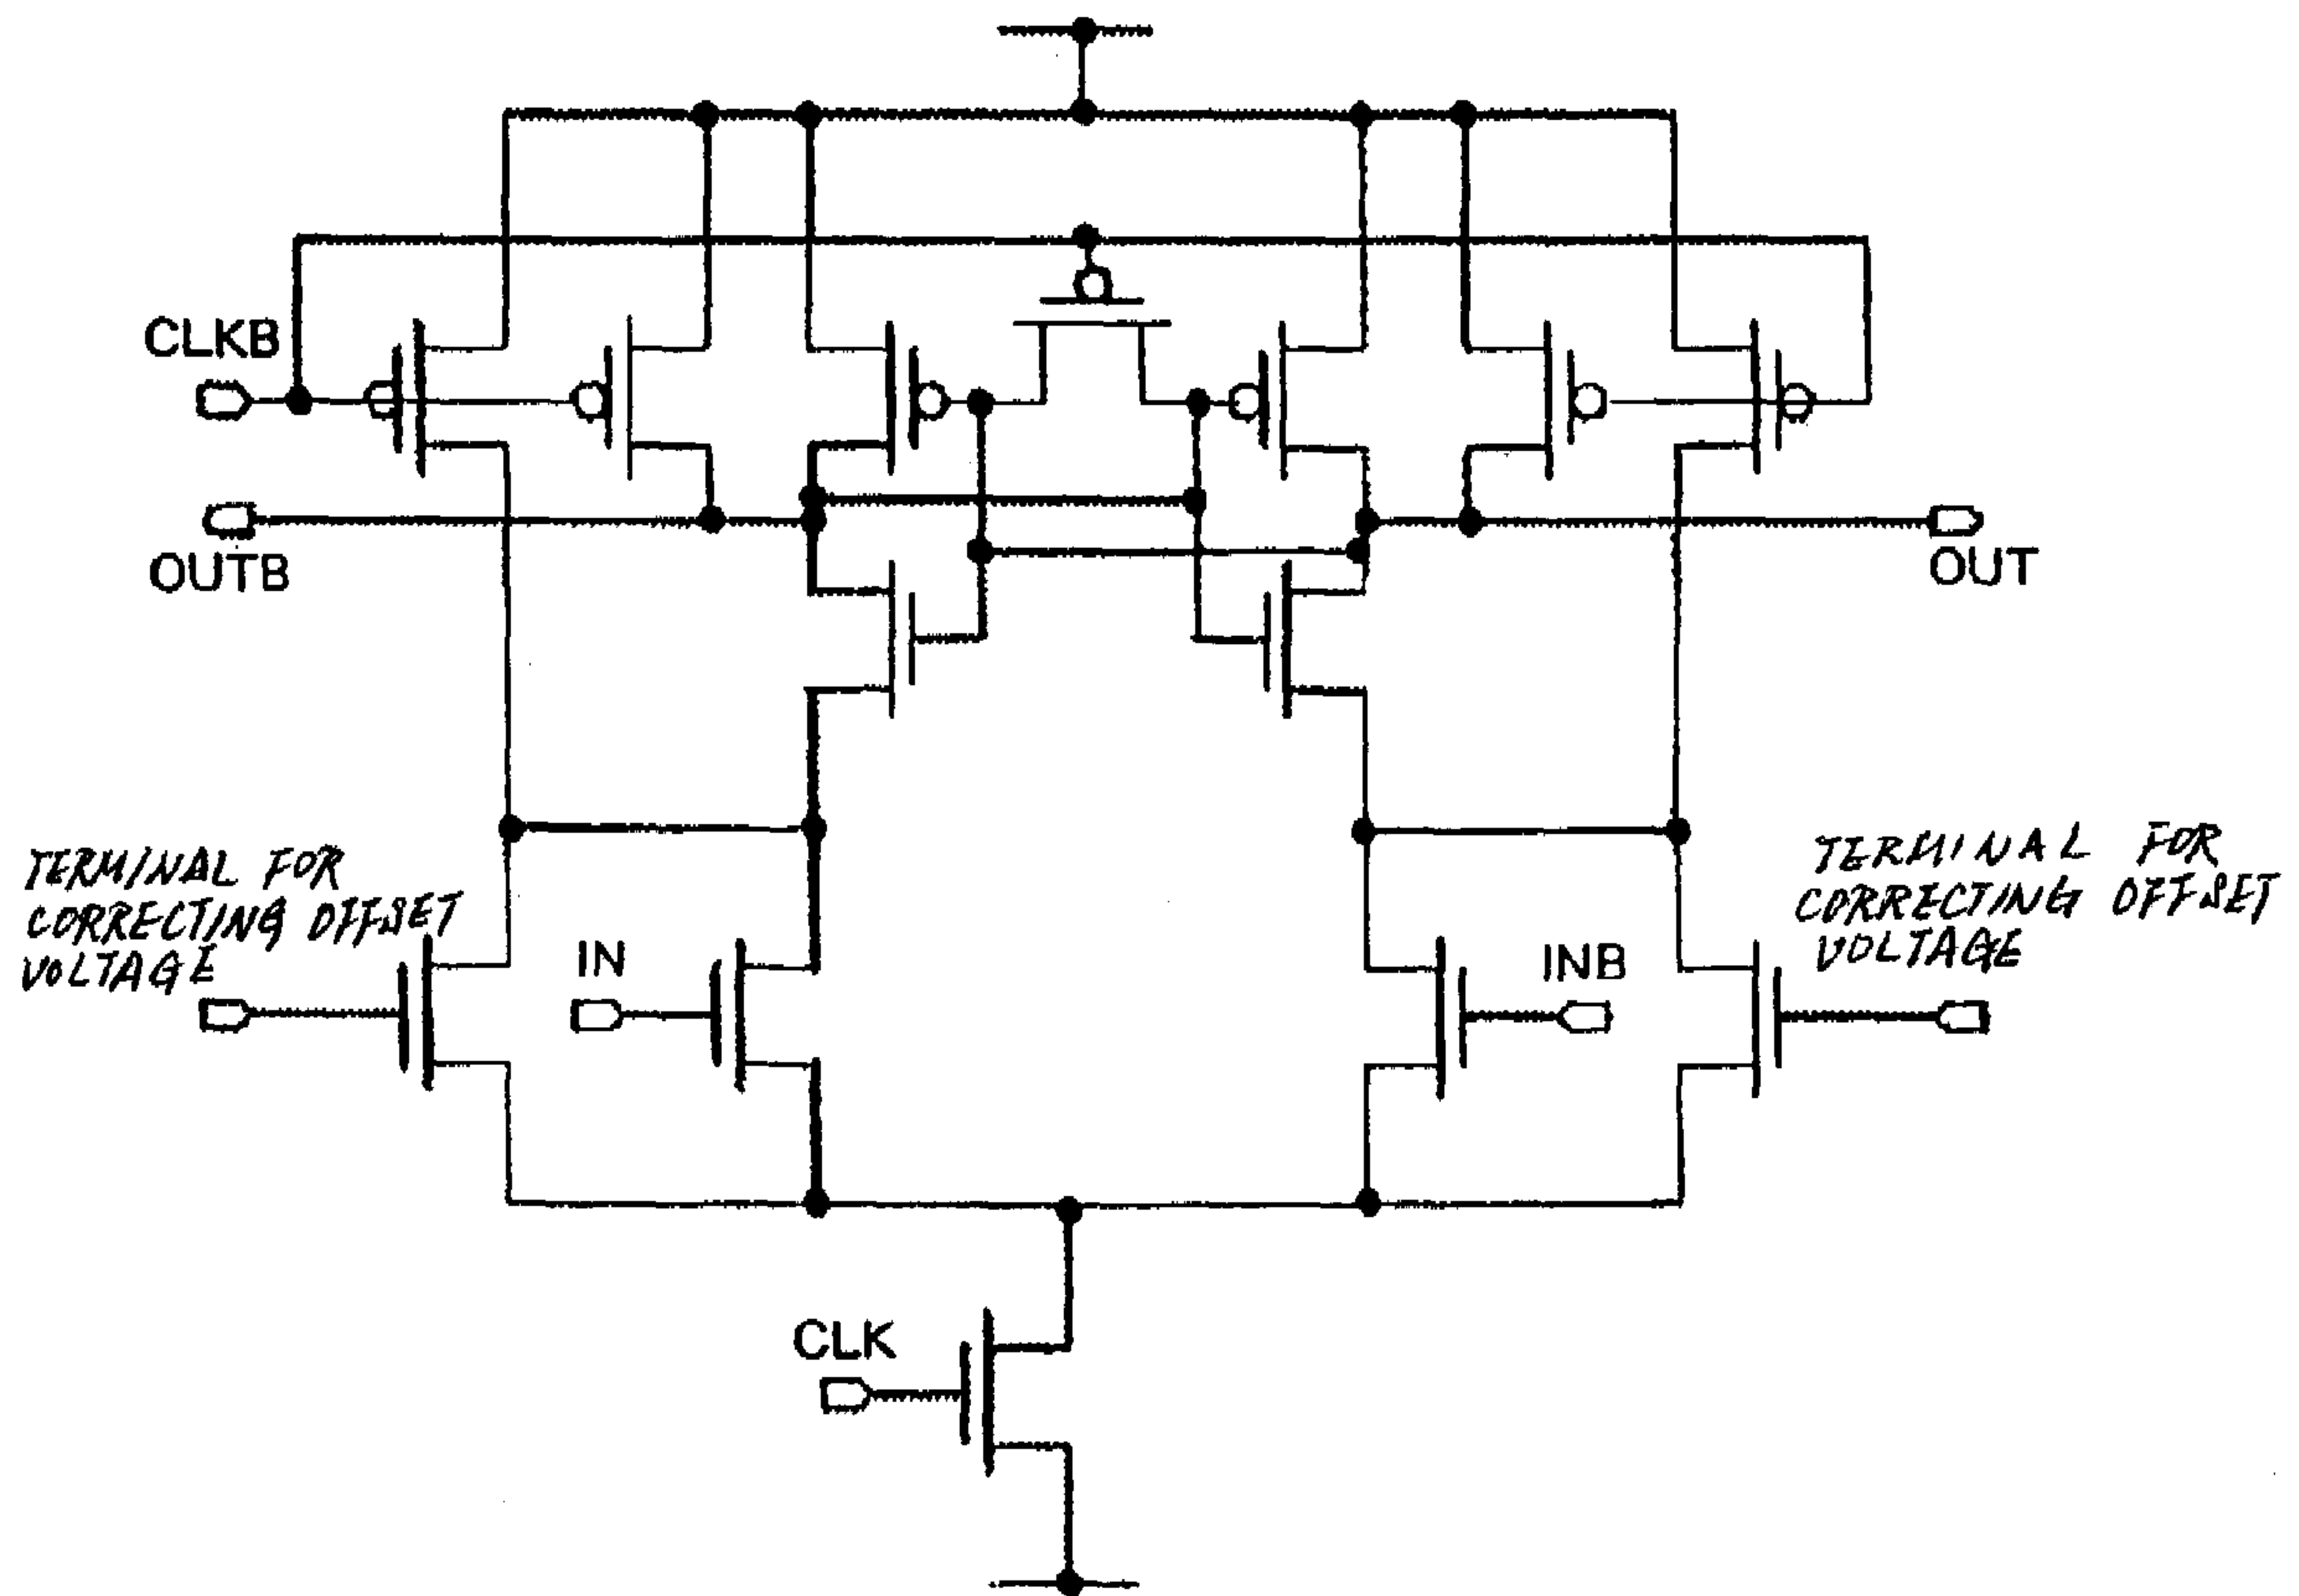 CLKB
OUTB
OUT
TERMINAL FOR
CORRECTING OFFSET
VOLTAGE
IN
INB
TERMINAL FOR
CORRECTING OFFSET
VOLTAGE
CLK